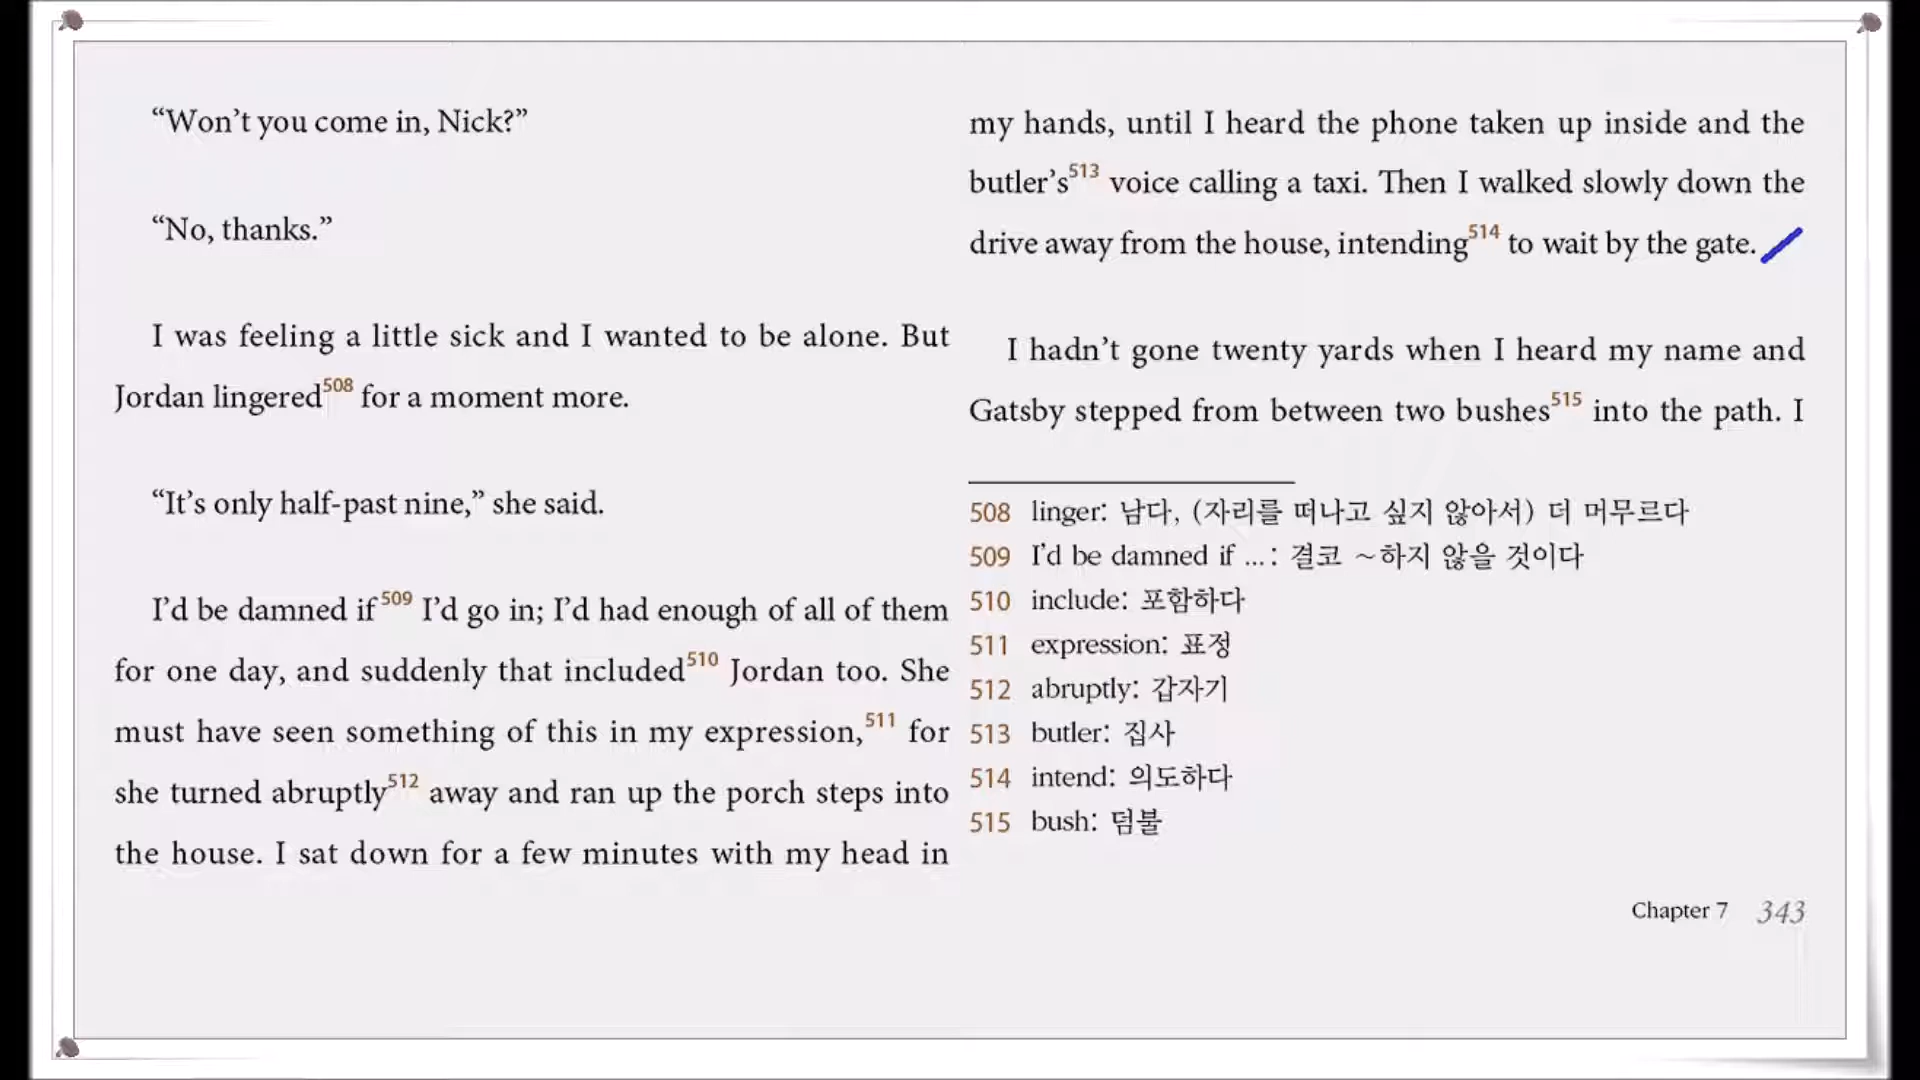 “Won’t you come in, Nick?”
“No, thanks.”
I was feeling a little sick and I wanted to be alone. But
Jordan lingered508 for a moment more.
“It’s only half-past nine,” she said.
I’d be damned if509 I’d go in; I’d had enough of all of them
for one day, and suddenly that included510 Jordan too. She
must have seen something of this in my expression,511 for
she turned abruptly512 away and ran up the porch steps into
the house. I sat down for a few minutes with my head in
my hands, until I heard the phone taken up inside and the
butler’s513 voice calling a taxi. Then I walked slowly down the
drive away from the house, intending514 to wait by the gate.
I hadn’t gone twenty yards when I heard my name and
Gatsby stepped from between two bushes515 into the path. I
508 linger: 남다, (자리를 떠나고 싶지 않아서) 더 머무르다
509 I’d be damned if ...: 결코 ~하지 않을 것이다
510 include: 포함하다
511 expression: 표정
512 abruptly: 갑자기
513 butler: 집사
514 intend: 의도하다
515 bush: 덤불
Chapter 7 343